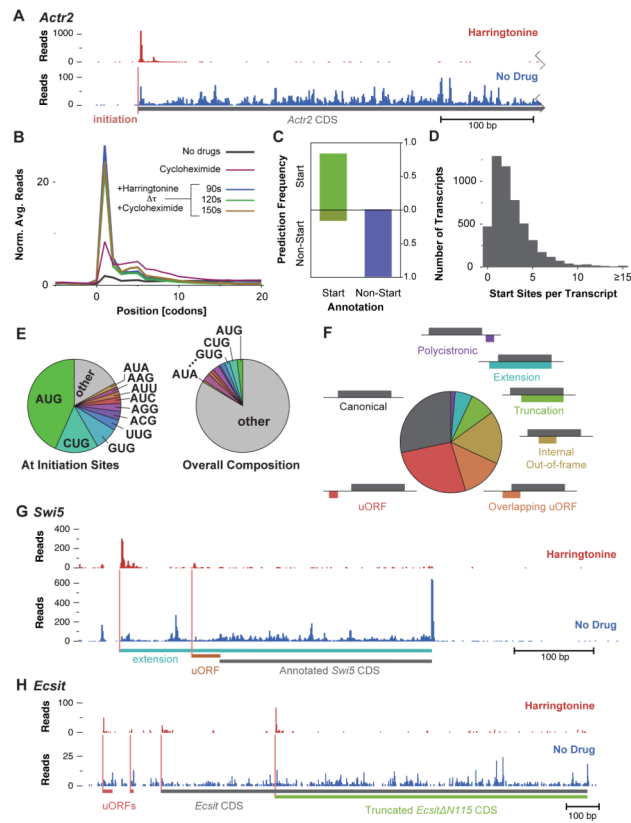 A Actr2
Reads
1000
0
Harringtonine
Reads
100
50
0
No Drug
initiation
Actr2 CDS
100 bp
B
Norm. Avg. Reads
20
0
No drugs
Cycloheximide
+Harringtonine
Δτ
+Cycloheximide
90s
120s
150s
0 10 20
Position [codons]
C
Prediction Frequency
Start
Non-Start
1.0
0.5
0.0
0.5
1.0
Start Non-Start
Annotation
D
Number of Transcripts
1000
500
0
0 5 10 ≥15
Start Sites per Transcript
E
AUG
other
AUA
AAG
AUU
AUC
AGG
ACG
UUG
GUG
CUG
At Initiation Sites
AUG
CUG
GUG
AUA
other
Overall Composition
F
Polycistronic
Extension
Truncation
Internal
Out-of-frame
Overlapping uORF
uORF
Canonical
G Swi5
Reads
400
200
0
Harringtonine
Reads
600
400
200
0
No Drug
extension
uORF
Annotated Swi5 CDS
100 bp
H Ecsit
Reads
100
0
Harringtonine
Reads
25
0
No Drug
uORFs
Ecsit CDS
Truncated EcsitΔN115 CDS
100 bp